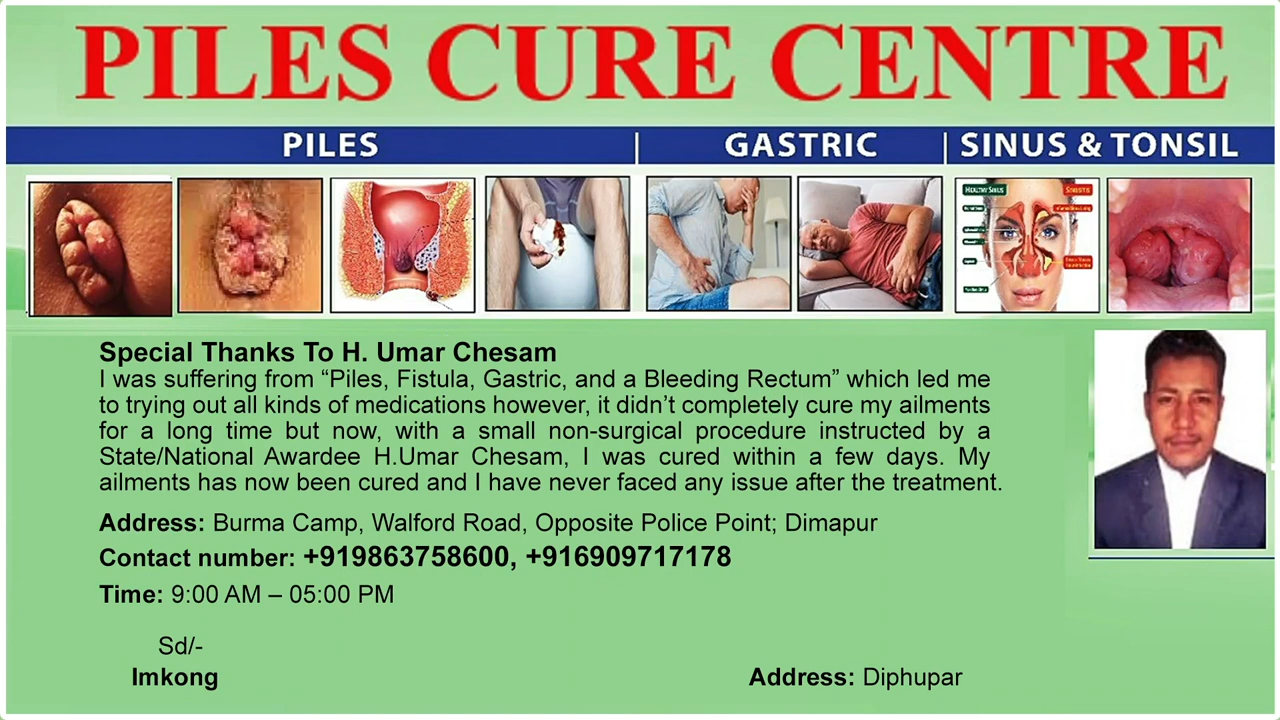 PILES CURE CENTRE
PILES | GASTRIC | SINUS & TONSIL
HEALTHY SINUS SINUSITIS
Special Thanks To H. Umar Chesam
I was suffering from “Piles, Fistula, Gastric, and a Bleeding Rectum” which led me
to trying out all kinds of medications however, it didn’t completely cure my ailments
for a long time but now, with a small non-surgical procedure instructed by a
State/National Awardee H.Umar Chesam, I was cured within a few days. My
ailments has now been cured and I have never faced any issue after the treatment.
Address: Burma Camp, Walford Road, Opposite Police Point; Dimapur
Contact number: +919863758600, +916909717178
Time: 9:00 AM – 05:00 PM
Sd/-
Imkong
Address: Diphupar